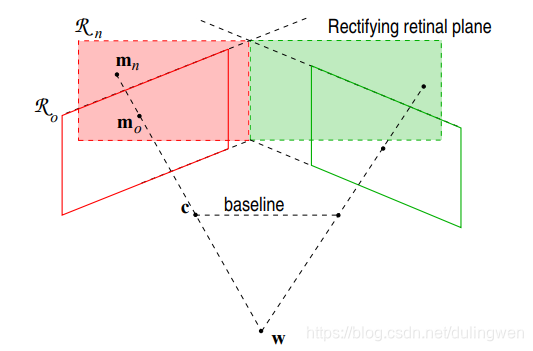 ℛn
Rectifying retinal plane
mn
ℛo
mo
c
baseline
w
https://blog.csdn.net/dulingwen